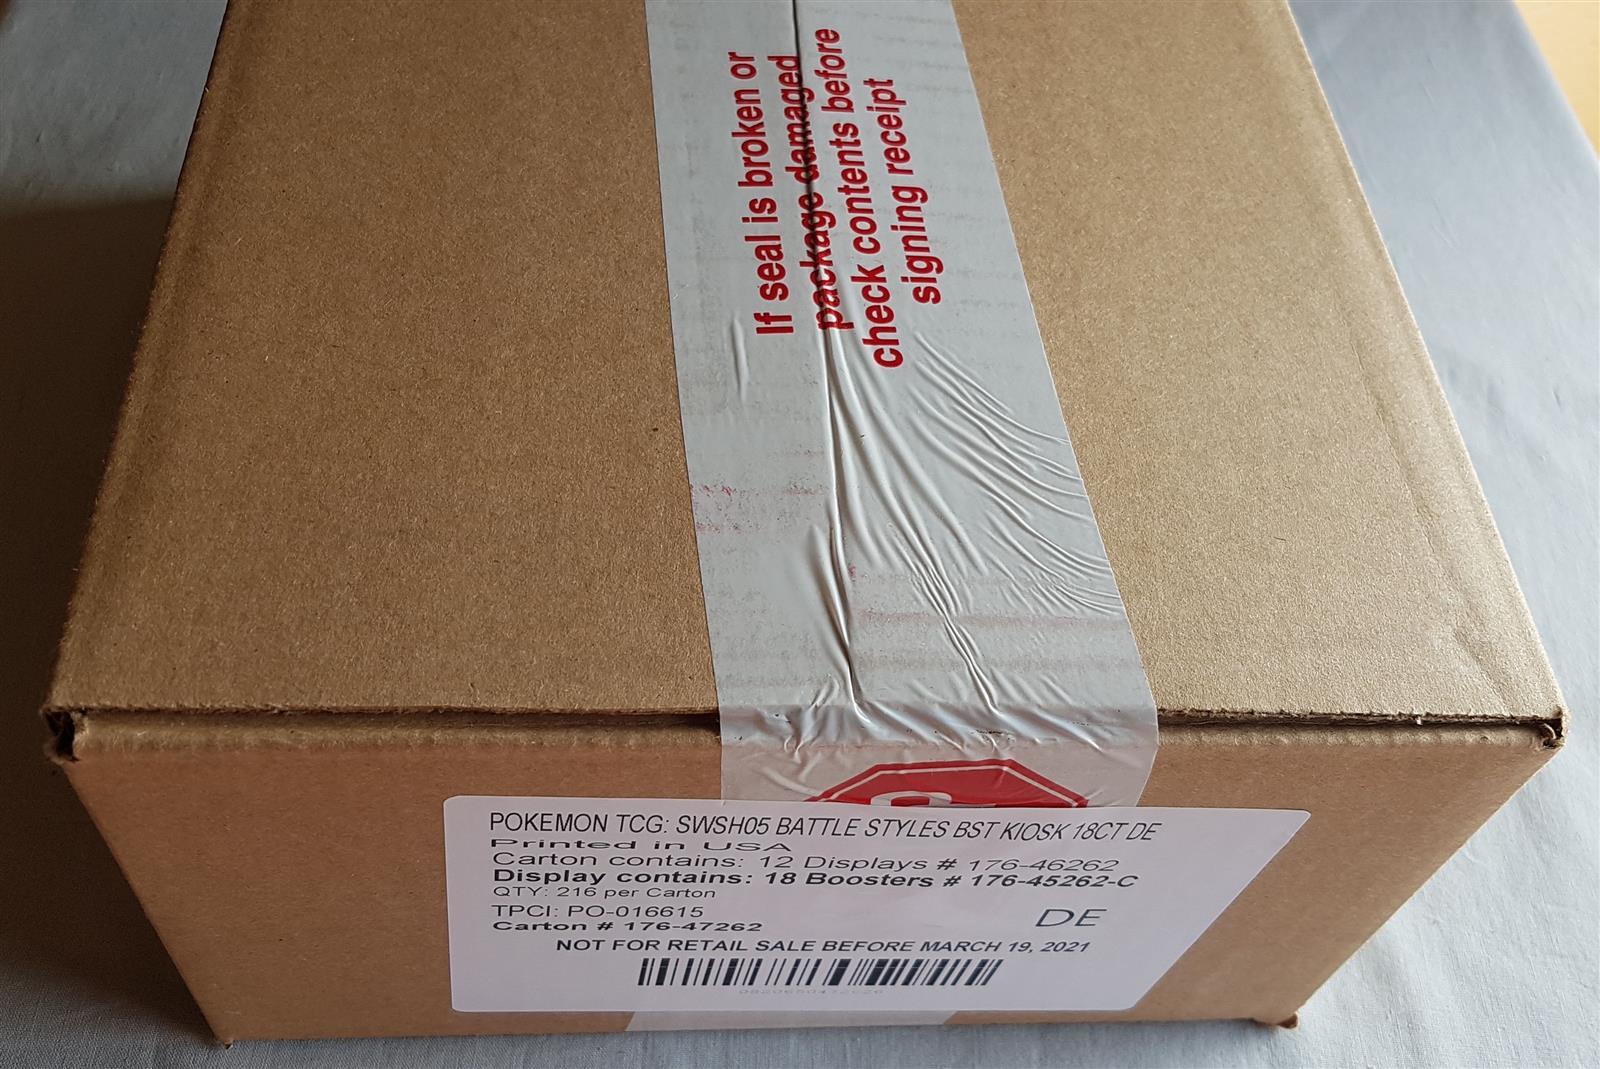 If seal is broken or
package damaged
check contents before
signing receipt
POKEMON TCG: SWSH05 BATTLE STYLES BST KIOSK 18CT DE
Printed in USA
Carton contains: 12 Displays # 176-46262
Display contains: 18 Boosters # 176-45262-C
QTY: 216 per Carton
TPCI: PO-016615
DE
Carton # 176-47262
NOT FOR RETAIL SALE BEFORE MARCH 19, 2021